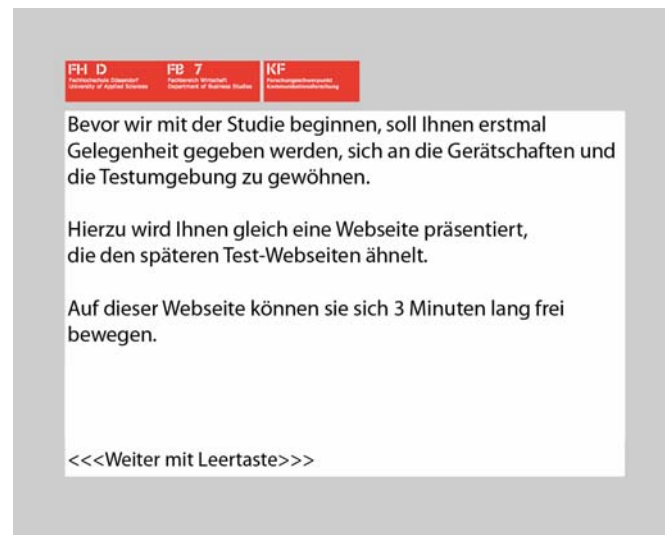 FH D
Fachhochschule Düsseldorf
University of Applied Sciences
FB 7
Fachbereich Wirtschaft
Department of Business Studies
KF
Forschungsschwerpunkt
Kommunikationsforschung
Bevor wir mit der Studie beginnen, soll Ihnen erstmal
Gelegenheit gegeben werden, sich an die Gerätschaften und
die Testumgebung zu gewöhnen.
Hierzu wird Ihnen gleich eine Webseite präsentiert,
die den späteren Test-Webseiten ähnelt.
Auf dieser Webseite können sie sich 3 Minuten lang frei
bewegen.
<<<Weiter mit Leertaste>>>